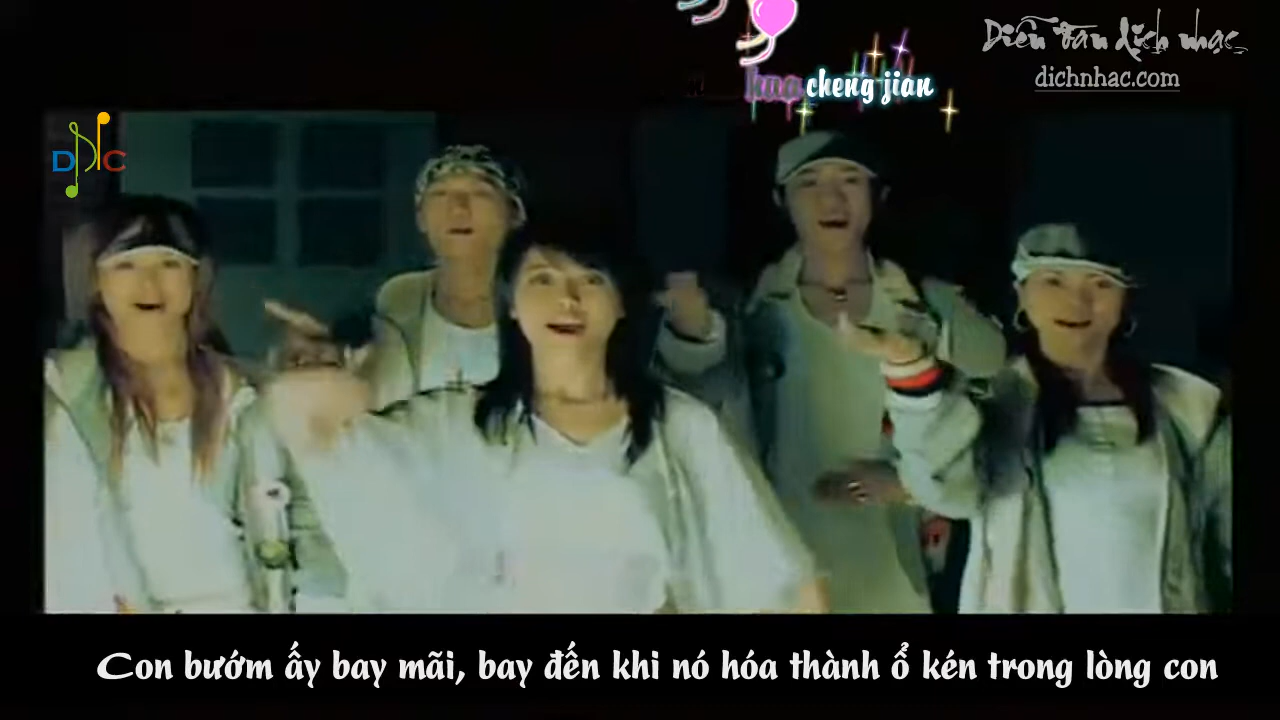 Diễn đàn dịch nhạc
dichnhac.com
hua cheng jian
DNC
Con bướm ấy bay mãi, bay đến khi nó hóa thành ổ kén trong lòng con